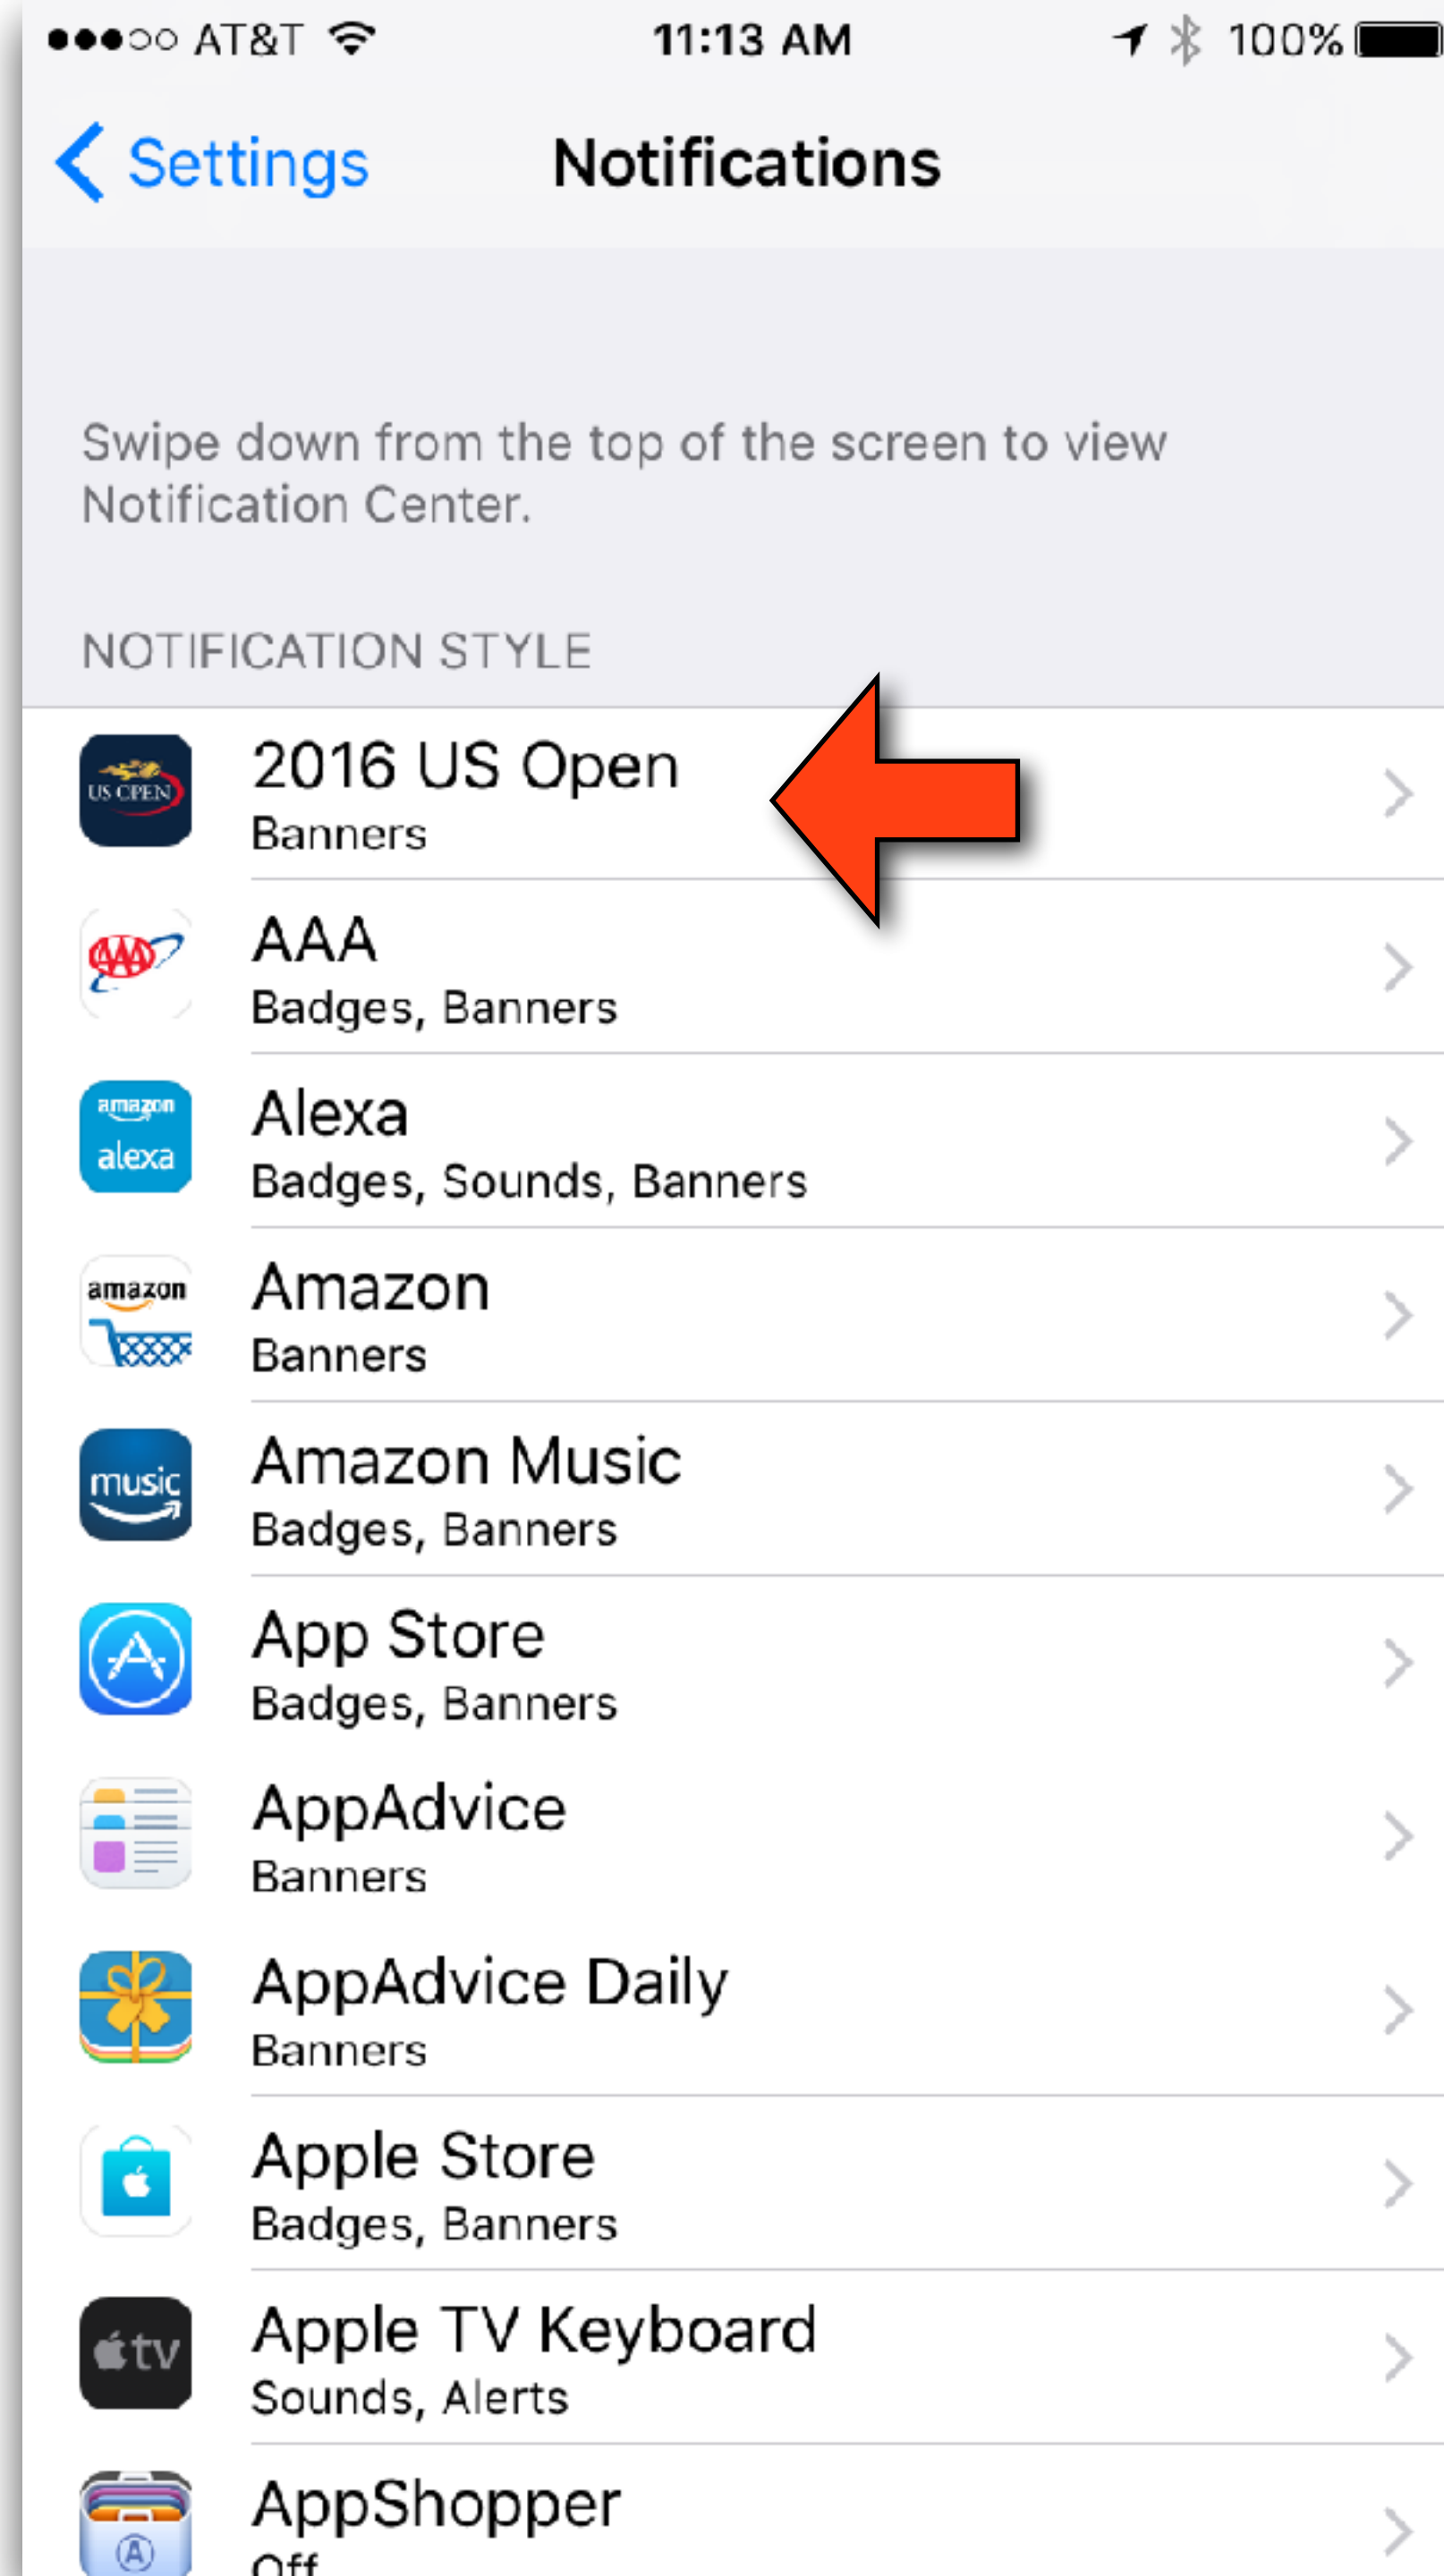 AT&T 11:13 AM 100%
Settings Notifications
Swipe down from the top of the screen to view
Notification Center.
NOTIFICATION STYLE
US OPEN
2016 US Open
Banners
AAA
AAA
Badges, Banners
amazon
alexa
Alexa
Badges, Sounds, Banners
amazon
Amazon
Banners
music
Amazon Music
Badges, Banners
App Store
Badges, Banners
AppAdvice
Banners
AppAdvice Daily
Banners
Apple Store
Badges, Banners
tv
Apple TV Keyboard
Sounds, Alerts
A
AppShopper
Off